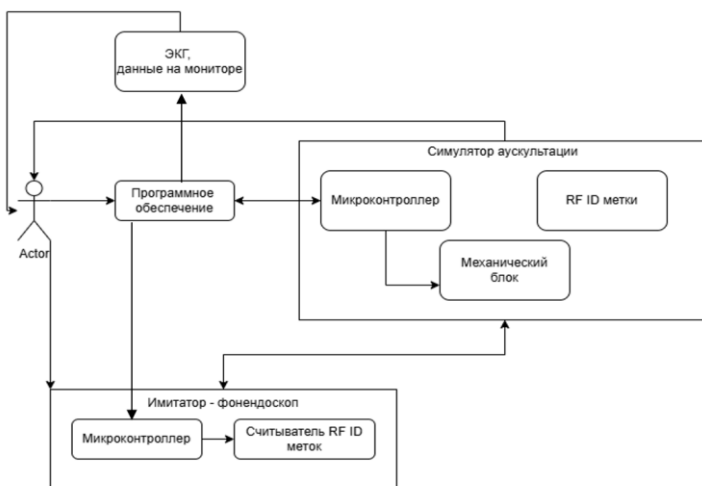 ЭКГ,
данные на мониторе
Симулятор аускультации
Программное
обеспечение
Микроконтроллер
RF ID метки
Actor
Механический
блок
Имитатор - фонендоскоп
Микроконтроллер
Считыватель RF ID
меток